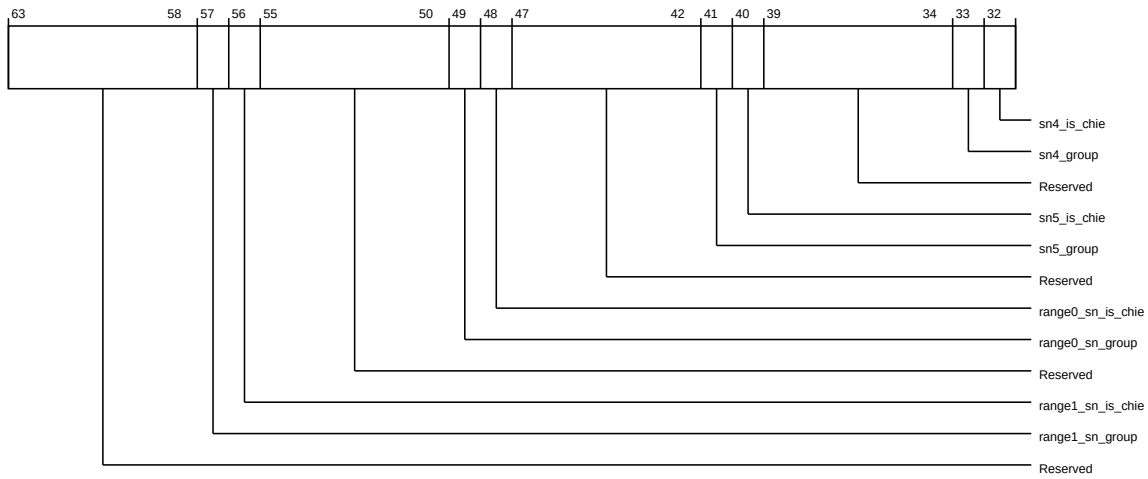 63 58 57 56 55 50 49 48 47 42 41 40 39 34 33 32
sn4_is_chie
sn4_group
Reserved
sn5_is_chie
sn5_group
Reserved
range0_sn_is_chie
range0_sn_group
Reserved
range1_sn_is_chie
range1_sn_group
Reserved